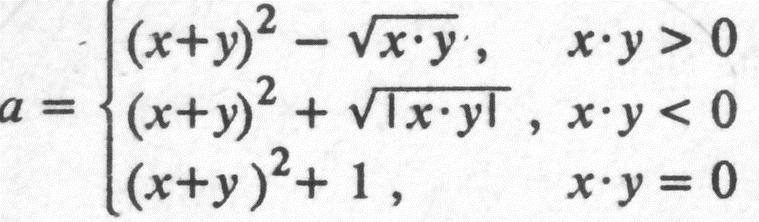 a = { (x+y)² − √x·y, x·y > 0
(x+y)² + √|x·y|, x·y < 0
(x+y)² + 1, x·y = 0